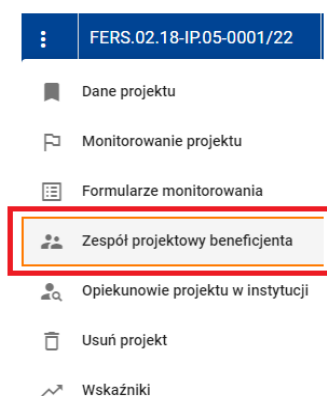 FERS.02.18-IP.05-0001/22
Dane projektu
Monitorowanie projektu
Formularze monitorowania
Zespół projektowy beneficjenta
Opiekunowie projektu w instytucji
Usuń projekt
Wskaźniki